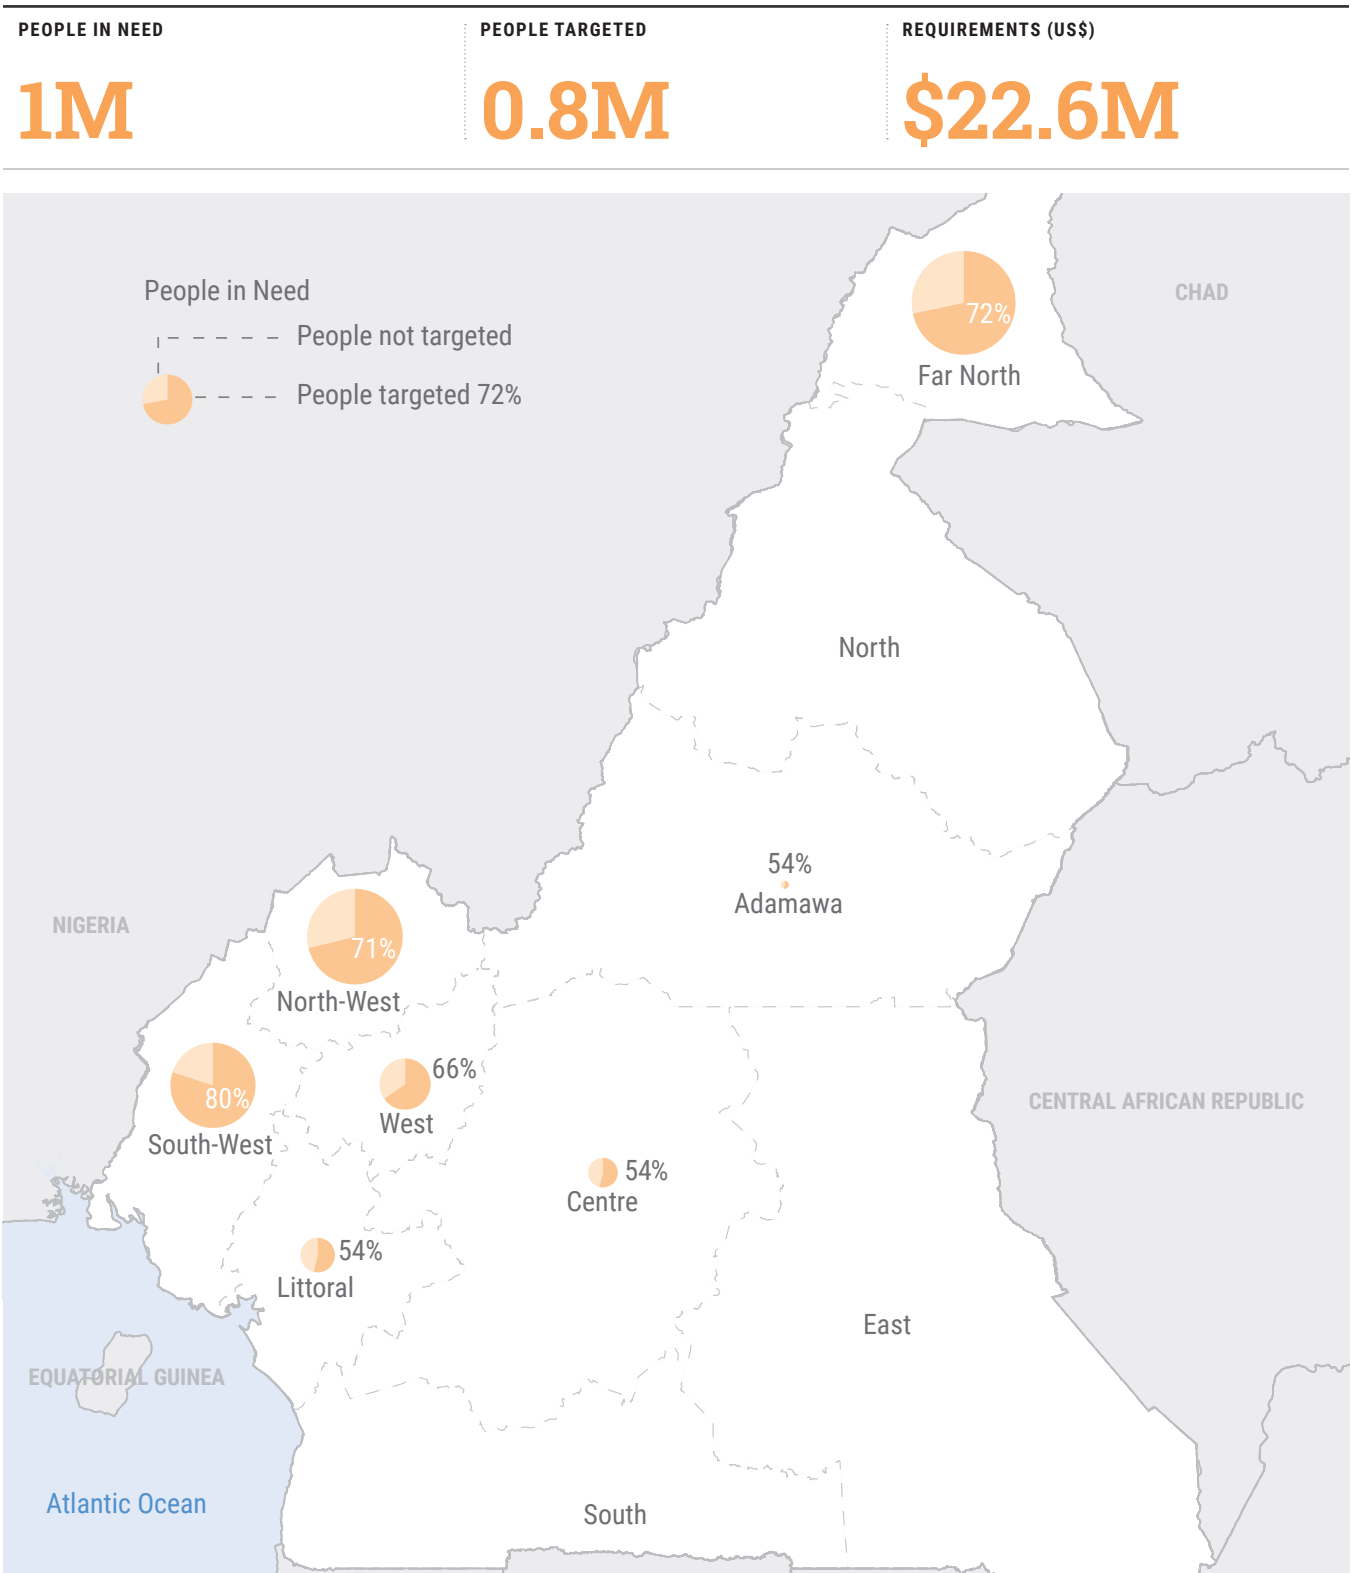 PEOPLE IN NEED
PEOPLE TARGETED
REQUIREMENTS (US$)
1M
0.8M
$22.6M
People in Need
People not targeted
People targeted 72%
72%
Far North
CHAD
North
54%
Adamawa
NIGERIA
71%
North-West
66%
West
80%
South-West
CENTRAL AFRICAN REPUBLIC
54%
Centre
54%
Littoral
East
EQUATORIAL GUINEA
Atlantic Ocean
South